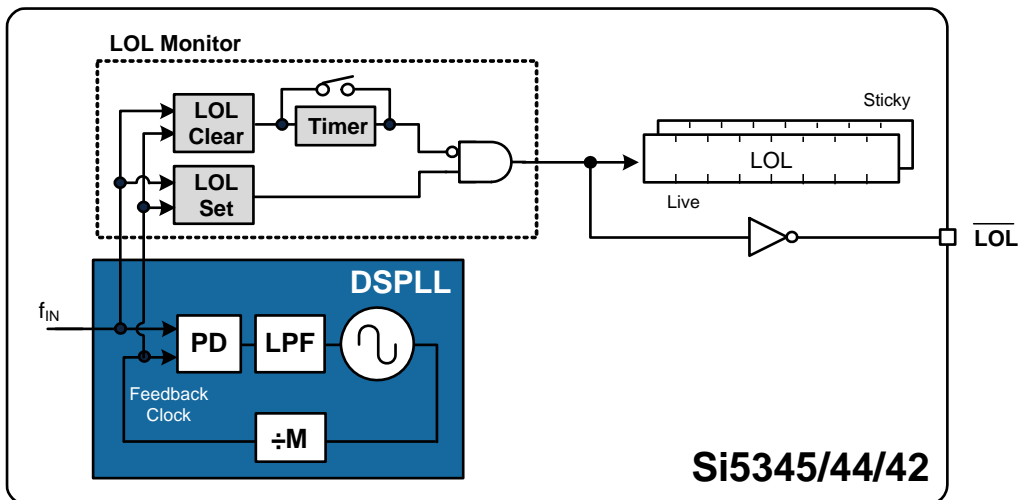 LOL Monitor
LOL
Clear
Timer
LOL
Set
Sticky
LOL
Live
LOL
DSPLL
fIN
PD
LPF
Feedback
Clock
÷M
Si5345/44/42